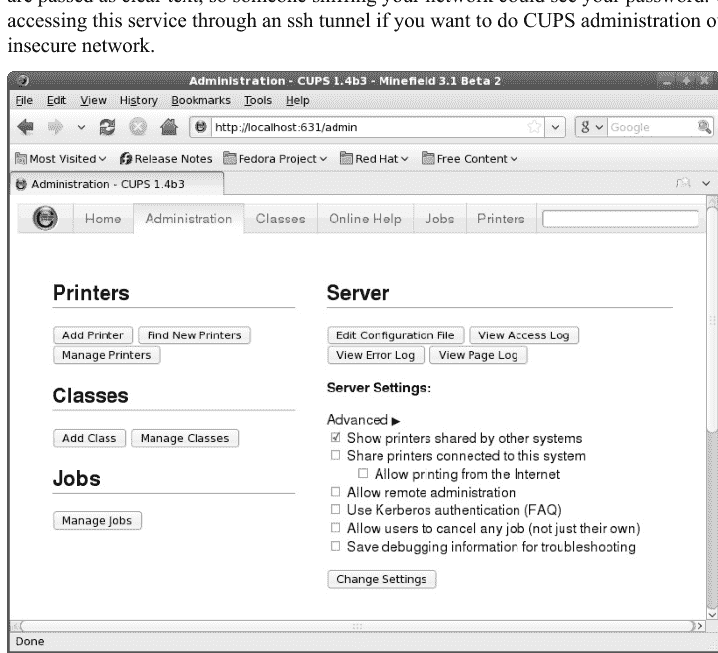 are passed as clear text, so someone sniffing your network could see your password.
accessing this service through an ssh tunnel if you want to do CUPS administration
insecure network.
Administration - CUPS 1.4b3 - Minefield 3.1 Beta 2
File Edit View History Bookmarks Tools Help
http://localhost:631/admin
Google
Most Visited Release Notes Fedora Project Red Hat Free Content
Administration - CUPS 1.4b3
Home Administration Classes Online Help Jobs Printers
Printers
Add Printer Find New Printers
Manage Printers
Classes
Add Class Manage Classes
Jobs
Manage Jobs
Server
Edit Configuration File View Access Log
View Error Log View Page Log
Server Settings:
Advanced ▶
Show printers shared by other systems
Share printers connected to this system
Allow printing from the Internet
Allow remote administration
Use Kerberos authentication (FAQ)
Allow users to cancel any job (not just their own)
Save debugging information for troubleshooting
Change Settings
Done